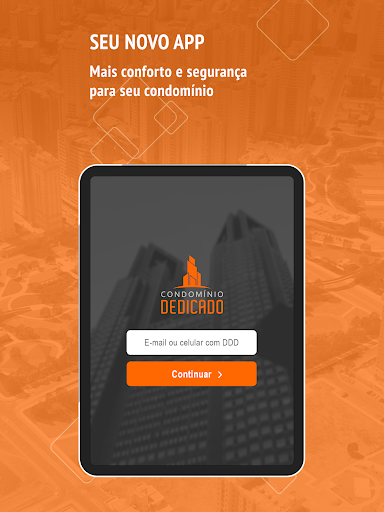 SEU NOVO APP
Mais conforto e segurança
para seu condomínio
CONDOMÍNIO
DEDICADO
E-mail ou celular com DDD
Continuar